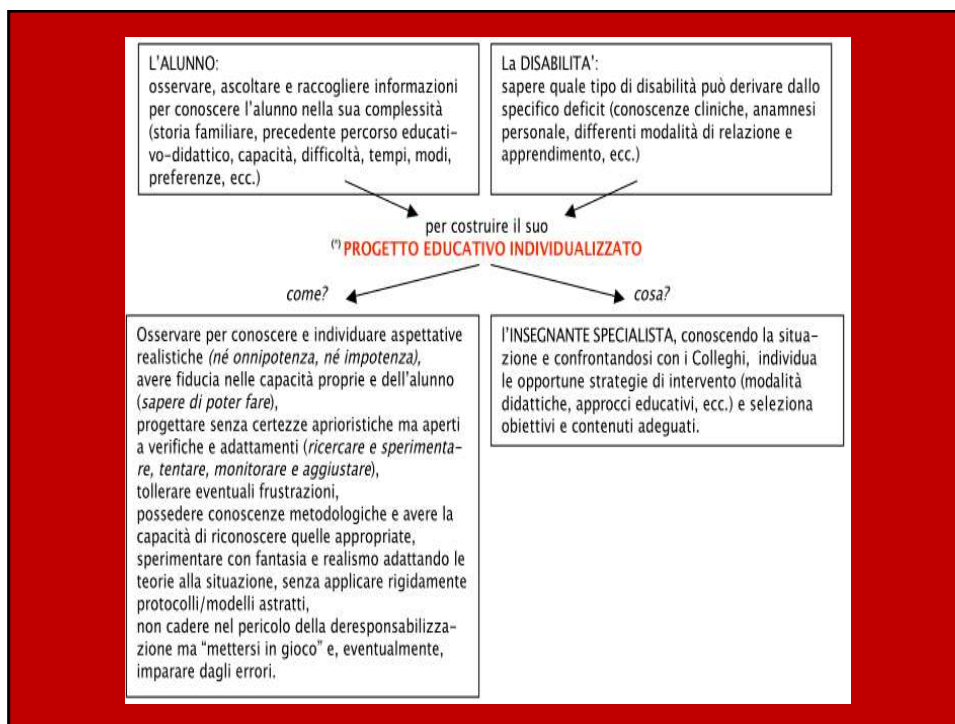 L'ALUNNO:
osservare, ascoltare e raccogliere informazioni
per conoscere l'alunno nella sua complessità
(storia familiare, precedente percorso educati-
vo-didattico, capacità, difficoltà, tempi, modi,
preferenze, ecc.)
La DISABILITA':
sapere quale tipo di disabilità può derivare dallo
specifico deficit (conoscenze cliniche, anamnesi
personale, differenti modalità di relazione e
apprendimento, ecc.)
per costruire il suo
(*) PROGETTO EDUCATIVO INDIVIDUALIZZATO
come?
cosa?
Osservare per conoscere e individuare aspettative
realistiche (né onnipotenza, né impotenza),
avere fiducia nelle capacità proprie e dell'alunno
(sapere di poter fare),
progettare senza certezze aprioristiche ma aperti
a verifiche e adattamenti (ricercare e sperimenta-
re, tentare, monitorare e aggiustare),
tollerare eventuali frustrazioni,
possedere conoscenze metodologiche e avere la
capacità di riconoscere quelle appropriate,
sperimentare con fantasia e realismo adattando le
teorie alla situazione, senza applicare rigidamente
protocolli/modelli astratti,
non cadere nel pericolo della deresponsabilizza-
zione ma "mettersi in gioco" e, eventualmente,
imparare dagli errori.
l'INSEGNANTE SPECIALISTA, conoscendo la situa-
zione e confrontandosi con i Colleghi, individua
le opportune strategie di intervento (modalità
didattiche, approcci educativi, ecc.) e seleziona
obiettivi e contenuti adeguati.